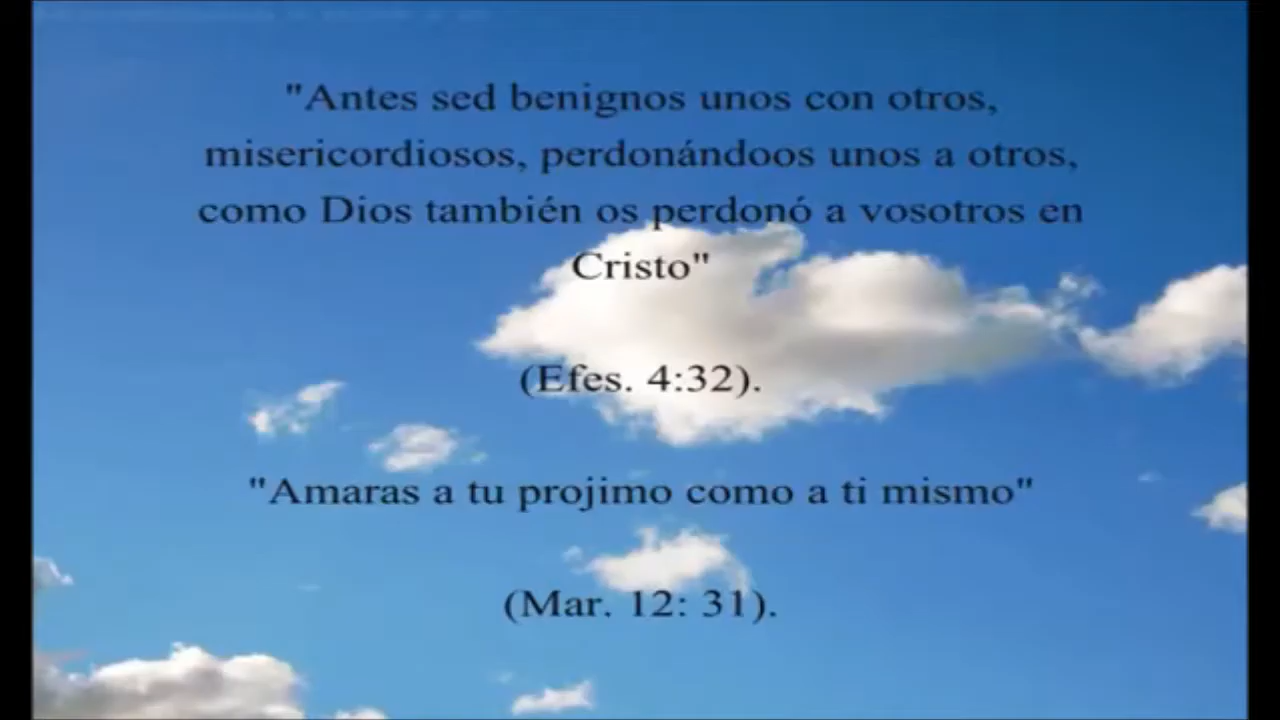 "Antes sed benignos unos con otros,
misericordiosos, perdonándoos unos a otros,
como Dios también os perdonó a vosotros en
Cristo"
(Efes. 4:32).
"Amaras a tu projimo como a ti mismo"
(Mar. 12: 31).